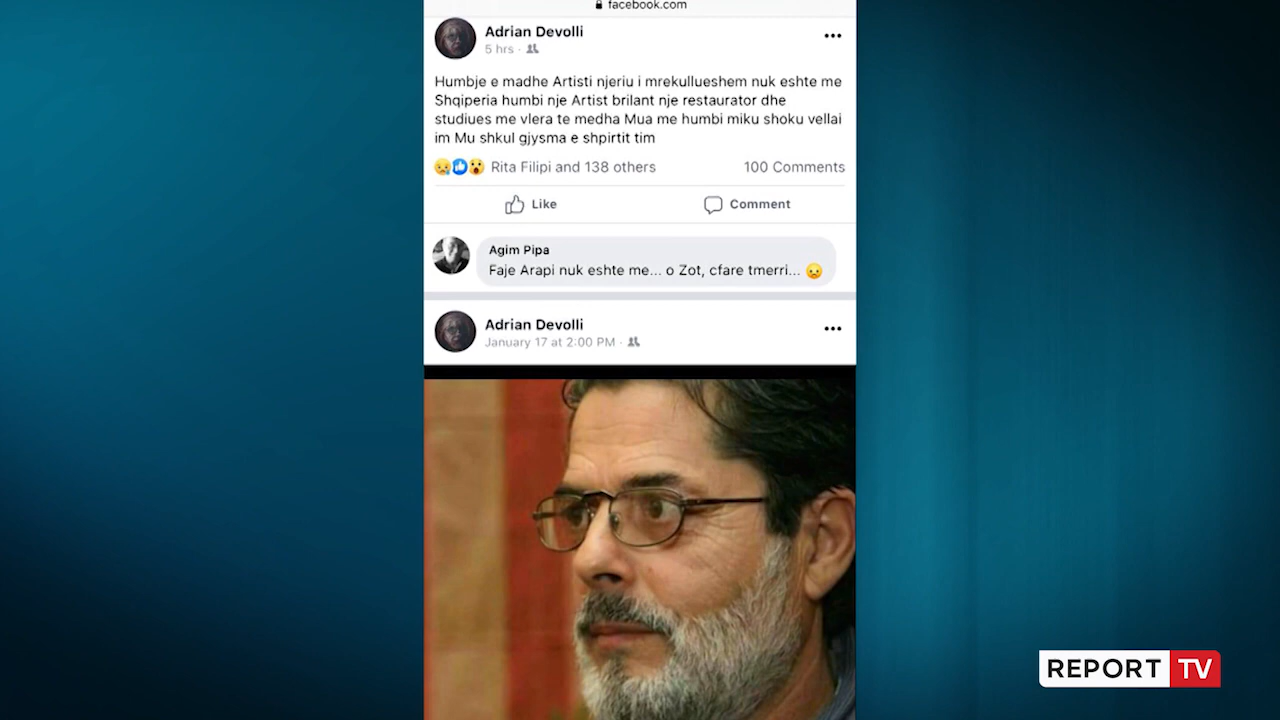 facebook.com
Adrian Devolli
5 hrs ·
Humbje e madhe Artisti njeriu i mrekullueshem nuk eshte me
Shqiperia humbi nje Artist brilant nje restaurator dhe
studiues me vlera te medha Mua me humbi miku shoku vellai
im Mu shkul gjysma e shpirtit tim
Rita Filipi and 138 others 100 Comments
Like Comment
Agim Pipa
Faje Arapi nuk eshte me... o Zot, cfare tmerri...
Adrian Devolli
January 17 at 2:00 PM ·
REPORT TV